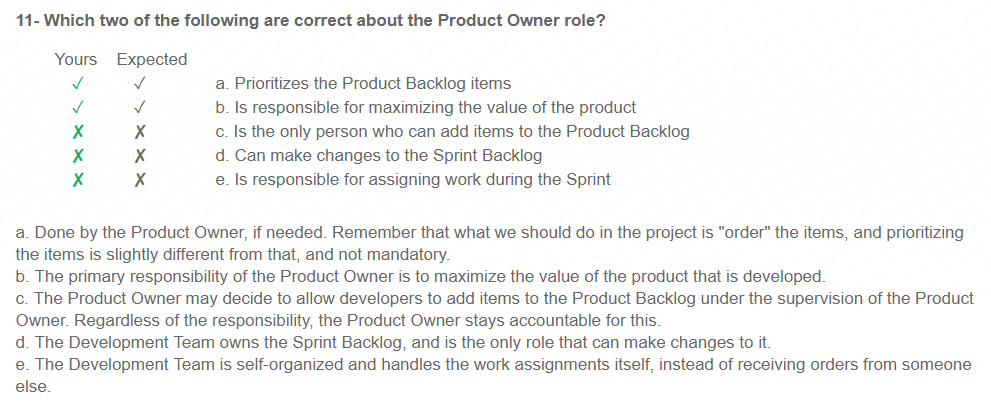 11- Which two of the following are correct about the Product Owner role?
Yours Expected
✓ ✓ a. Prioritizes the Product Backlog items
✓ ✓ b. Is responsible for maximizing the value of the product
✗ ✗ c. Is the only person who can add items to the Product Backlog
✗ ✗ d. Can make changes to the Sprint Backlog
✗ ✗ e. Is responsible for assigning work during the Sprint
a. Done by the Product Owner, if needed. Remember that what we should do in the project is "order" the items, and prioritizing
the items is slightly different from that, and not mandatory.
b. The primary responsibility of the Product Owner is to maximize the value of the product that is developed.
c. The Product Owner may decide to allow developers to add items to the Product Backlog under the supervision of the Product
Owner. Regardless of the responsibility, the Product Owner stays accountable for this.
d. The Development Team owns the Sprint Backlog, and is the only role that can make changes to it.
e. The Development Team is self-organized and handles the work assignments itself, instead of receiving orders from someone
else.